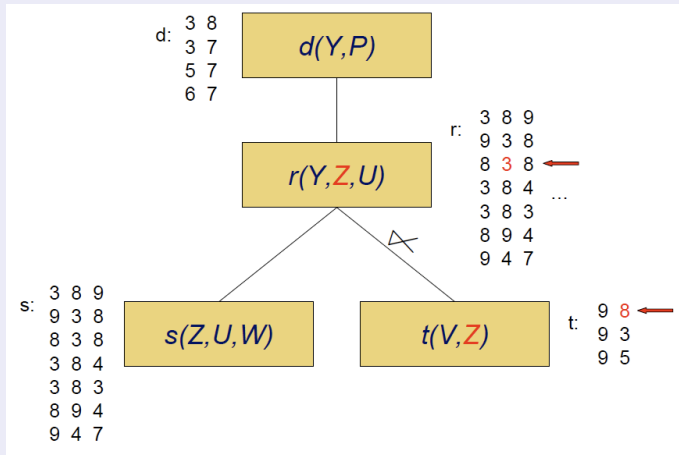 d:
3 8
3 7
5 7
6 7
d(Y,P)
r:
3 8 9
9 3 8
8 3 8
3 8 4
3 8 3
8 9 4
9 4 7
...
r(Y,Z,U)
s:
3 8 9
9 3 8
8 3 8
3 8 4
3 8 3
8 9 4
9 4 7
s(Z,U,W)
t(V,Z)
t:
9 8
9 3
9 5